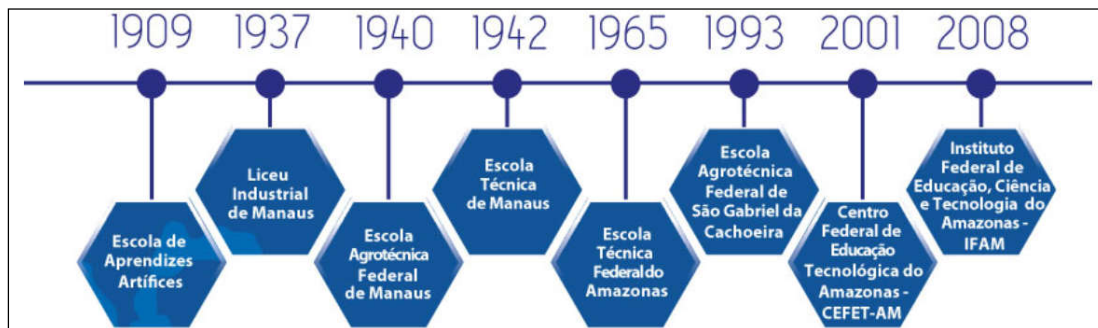 1909 1937 1940 1942 1965 1993 2001 2008
Escola de
Aprendizes
Artífices
Liceu
Industrial
de Manaus
Escola
Agrotécnica
Federal
de Manaus
Escola
Técnica
de Manaus
Escola
Técnica
Federal do
Amazonas
Escola
Agrotécnica
Federal de
São Gabriel da
Cachoeira
Centro
Federal de
Educação
Tecnológica do
Amazonas -
CEFET-AM
Instituto
Federal de
Educação, Ciência
e Tecnologia do
Amazonas -
IFAM